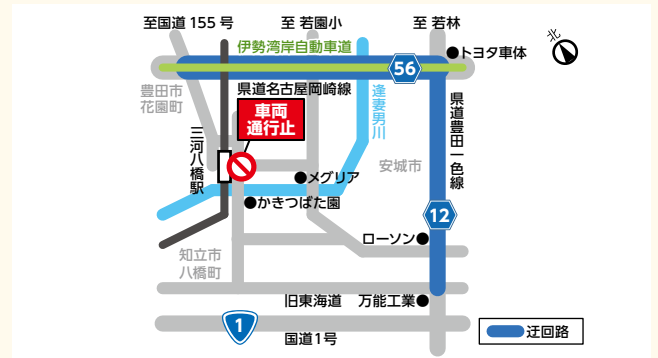 至国道 155 号
至 若園小
至 若林
北
伊勢湾岸自動車道
トヨタ車体
56
豊田市
花園町
県道名古屋岡崎線
車両
通行止
逢妻男川
県道豊田一色線
三河八橋駅
安城市
メグリア
かきつばた園
12
ローソン
知立市
八橋町
旧東海道
万能工業
1
国道1号
迂回路